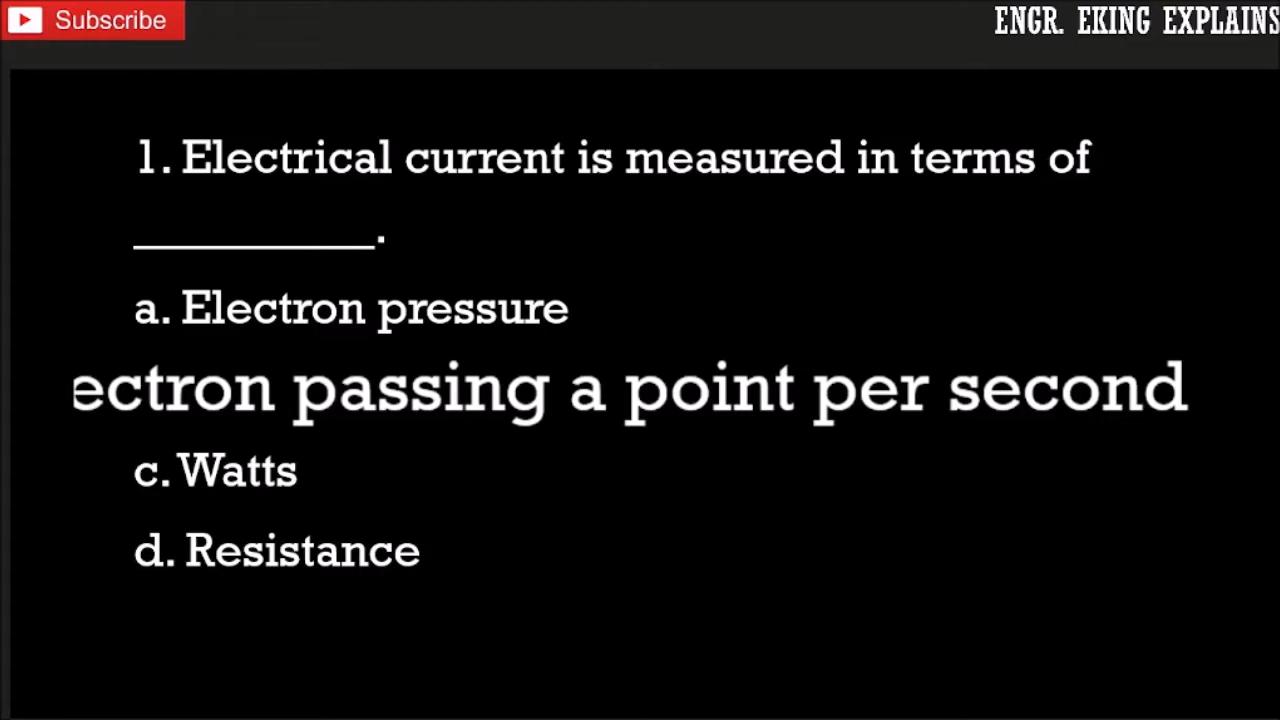 Subscribe
ENGR. EKING EXPLAINS
1. Electrical current is measured in terms of
__________.
a. Electron pressure
ectron passing a point per second
c. Watts
d. Resistance